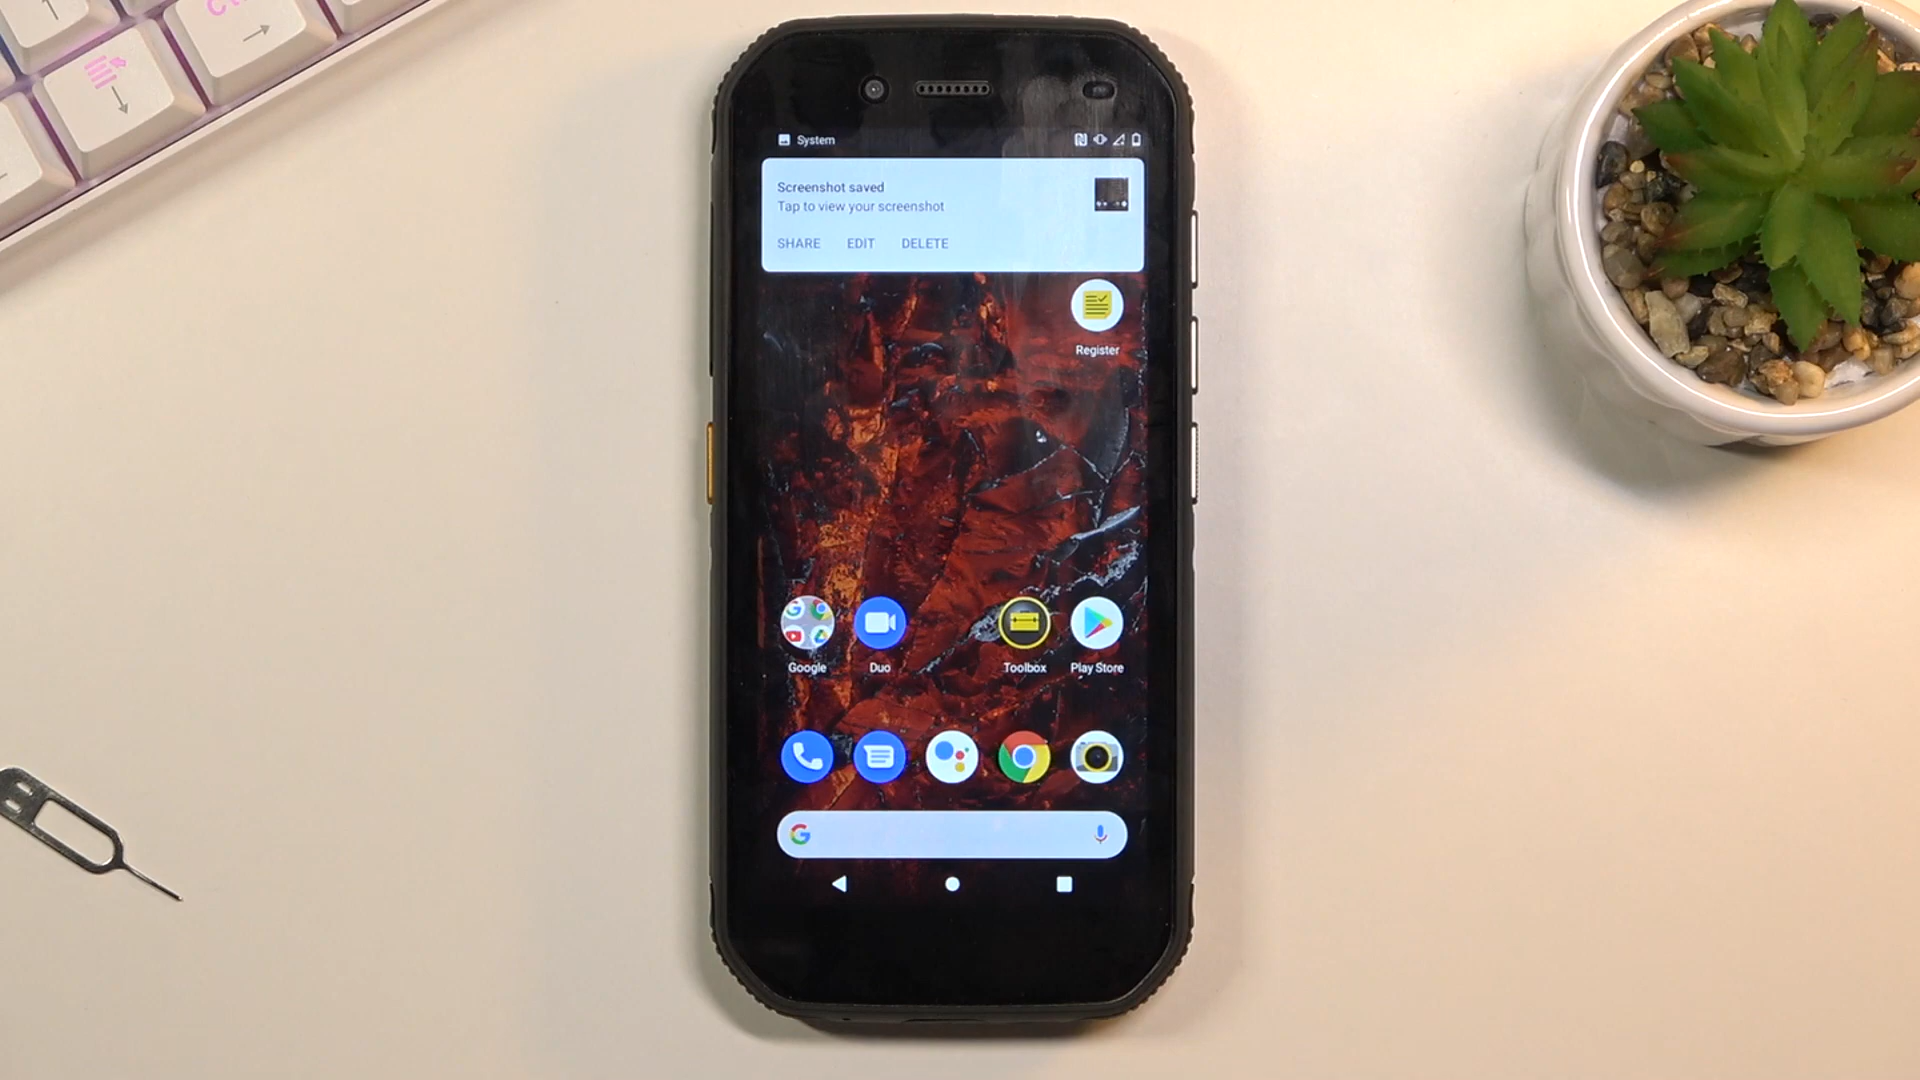 System
Screenshot saved
Tap to view your screenshot
SHARE EDIT DELETE
Register
Google Duo Toolbox Play Store